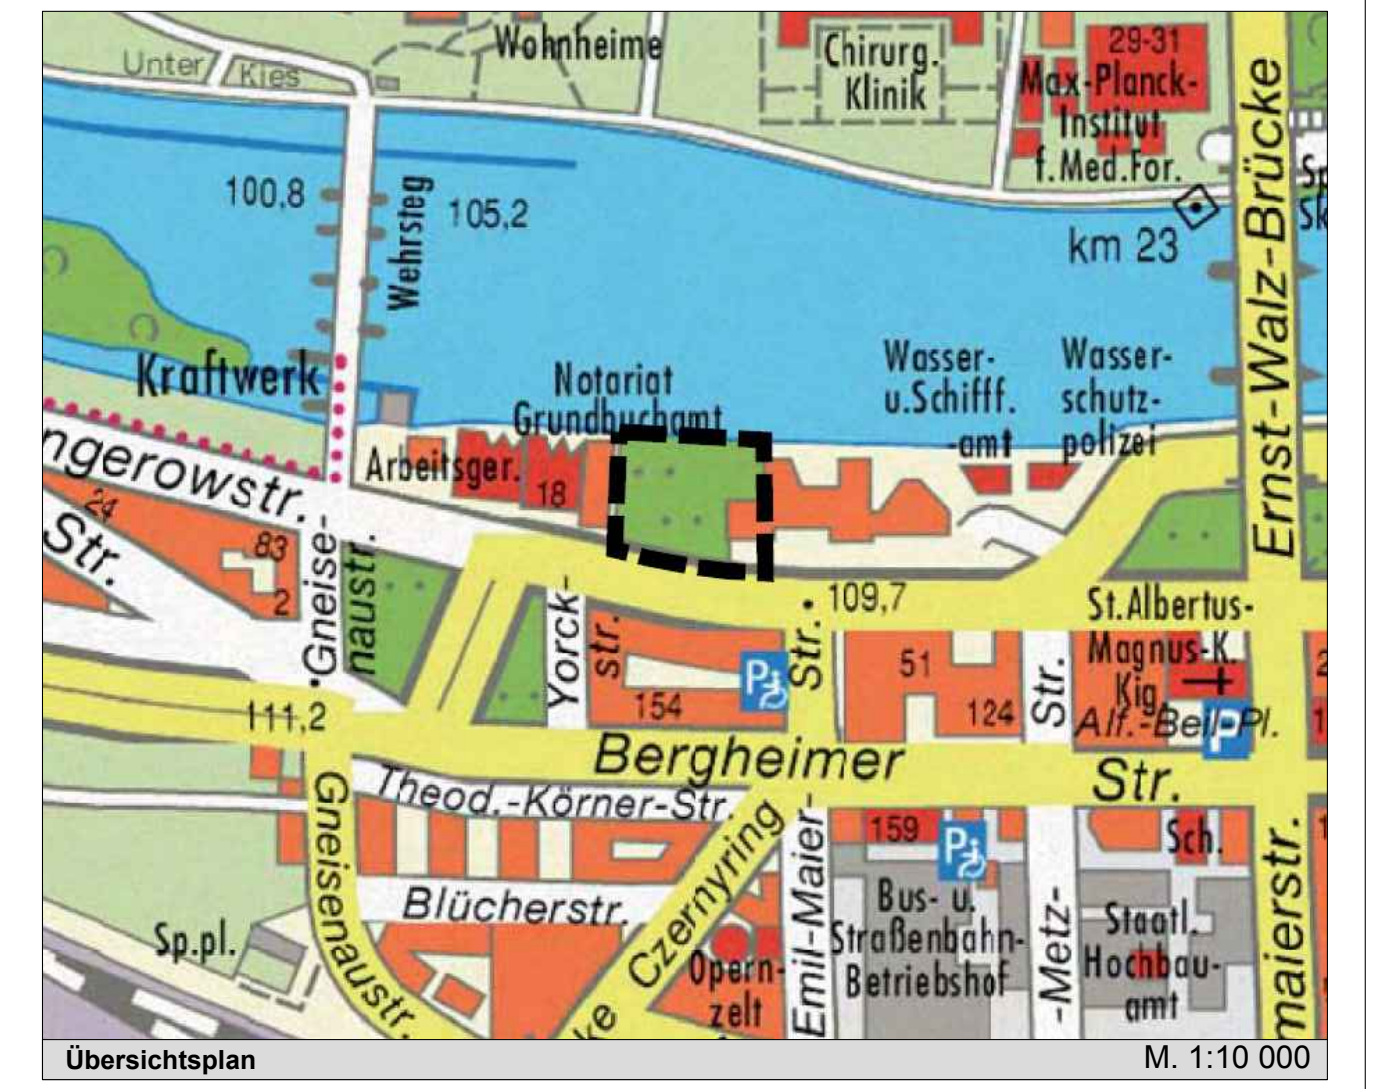 Wohnheime
Unter Kies
Chirurg.
Klinik
29-31
Max-Planck-
Institut
f.Med.For.
Ernst-Walz-Brücke
Sp
Sk
100,8
Wehrsteg
105,2
km 23
Kraftwerk
Notariat
Grundbuchamt
Wasser-
u.Schifff.
-amt
Wasser-
schutz-
polizei
ngerowstr.
Arbeitsger.
18
24
Str.
83
2
Gneise-
naustr.
Yorck-
str.
109,7
Str.
St.Albertus-
Magnus-K.
Kig.
51
154
P
124
Str.
Alf.-Beil-Pl.
P
111,2
Bergheimer
Str.
Theod.-Körner-Str.
Gneisenaustr.
Blücherstr.
Czernyring
Emil-Maier-
159
P
Sch.
Bus- u.
Straßenbahn-
Betriebshof
-Metz-
Staatl.
Hochbau-
amt
maierstr.
Sp.pl.
Opern-
zelt
ke
Übersichtsplan
M. 1:10 000